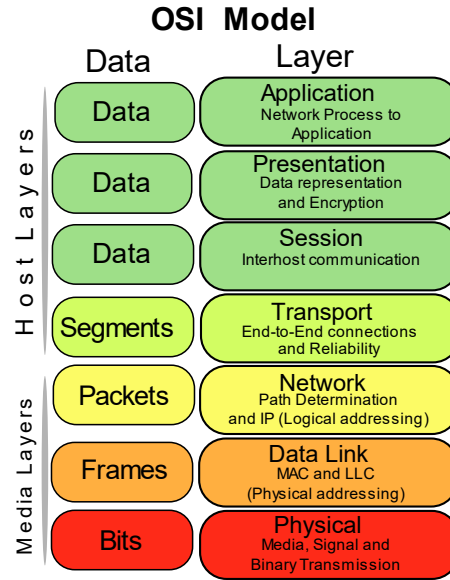 OSI Model
Data Layer
Host Layers
Data
Application
Network Process to
Application
Data
Presentation
Data representation
and Encryption
Data
Session
Interhost communication
Segments
Transport
End-to-End connections
and Reliability
Media Layers
Packets
Network
Path Determination
and IP (Logical addressing)
Frames
Data Link
MAC and LLC
(Physical addressing)
Bits
Physical
Media, Signal and
Binary Transmission